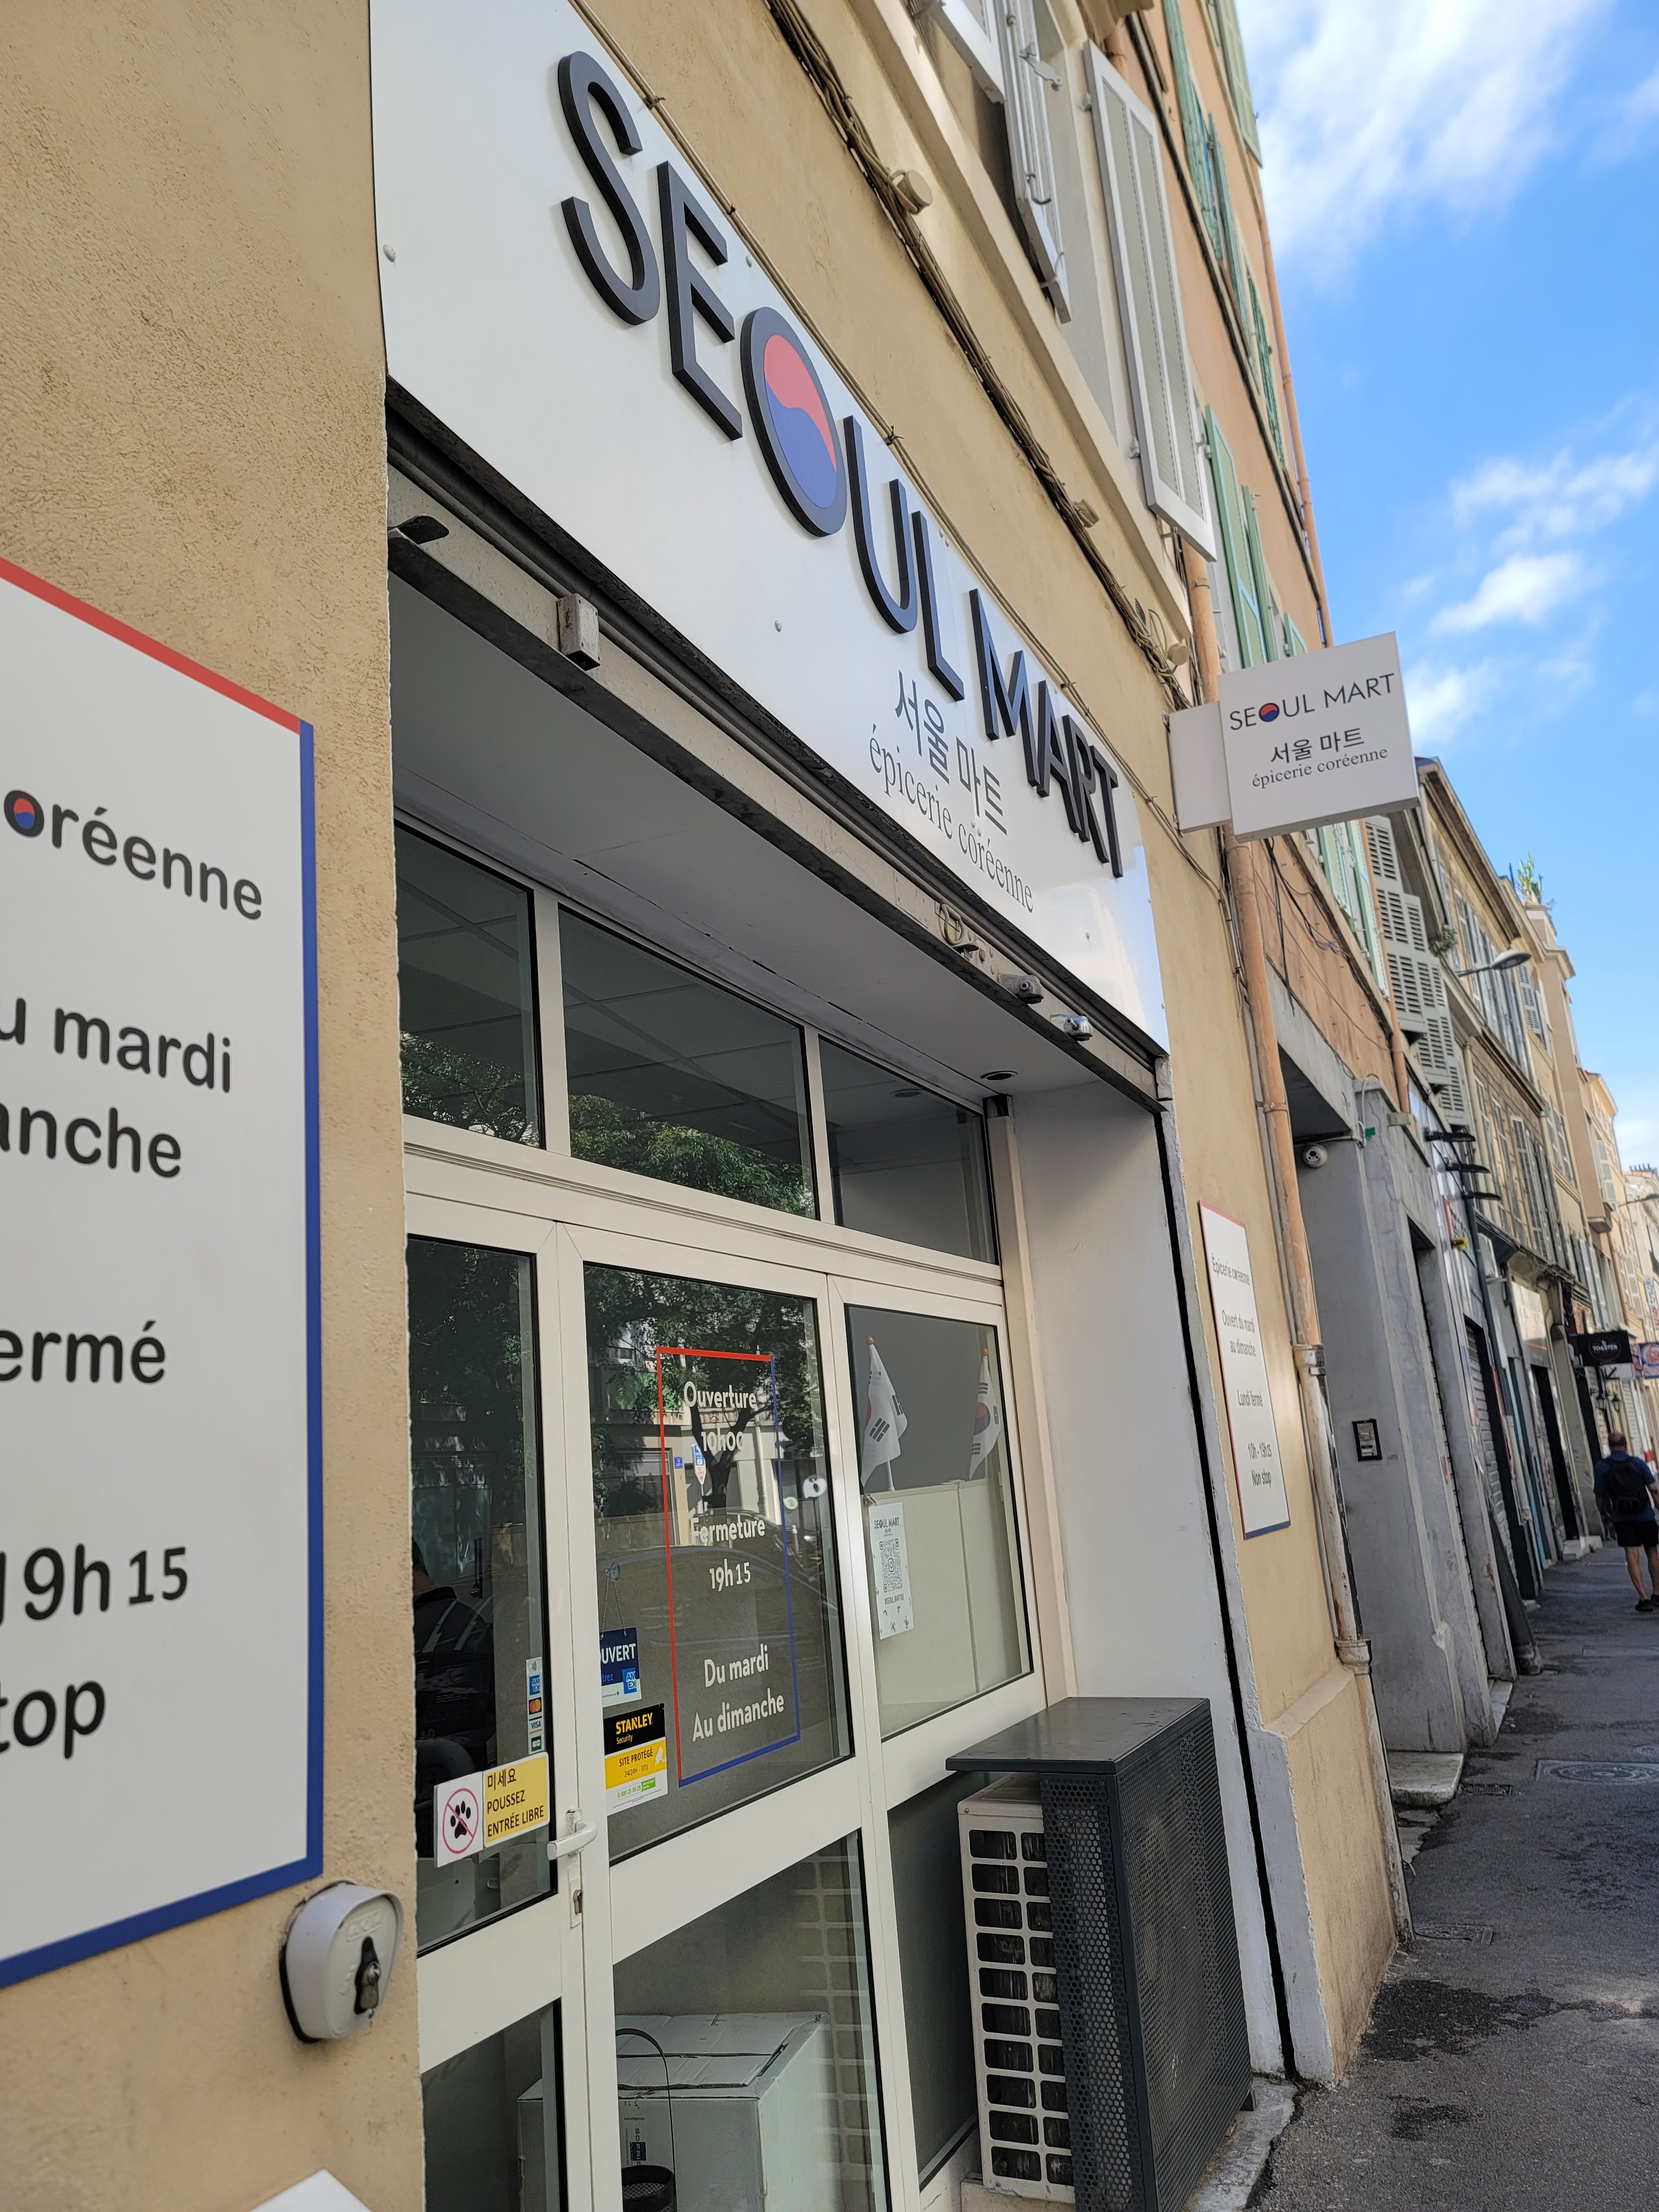 SEOUL MART
서울 마트
épicerie coréenne
SEOUL MART
서울 마트
épicerie coréenne
oréenne
u mardi
anche
ermé
19h15
top
Ouverture
10h00
Fermeture
19h15
Du mardi
Au dimanche
OUVERT
STANLEY
Security
SITE PROTÉGÉ
VISA
미세요
POUSSEZ
ENTRÉE LIBRE
SEOUL MART
Épicerie coréenne
Ouvert du mardi
au dimanche
Lundi fermé
10h - 19h15
Non stop